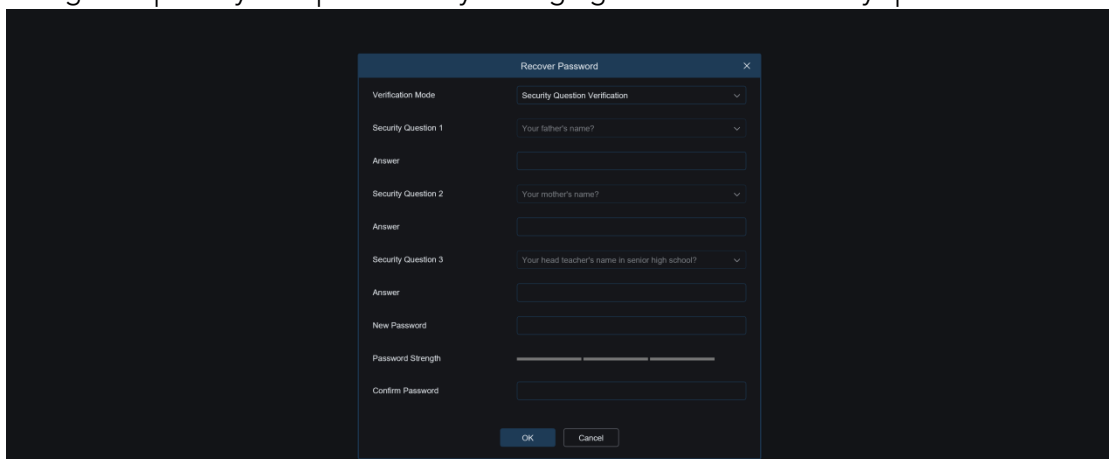 Recover Password
Verification Mode Security Question Verification
Security Question 1 Your father's name?
Answer
Security Question 2 Your mother's name?
Answer
Security Question 3 Your head teacher's name in senior high school?
Answer
New Password
Password Strength
Confirm Password
OK Cancel